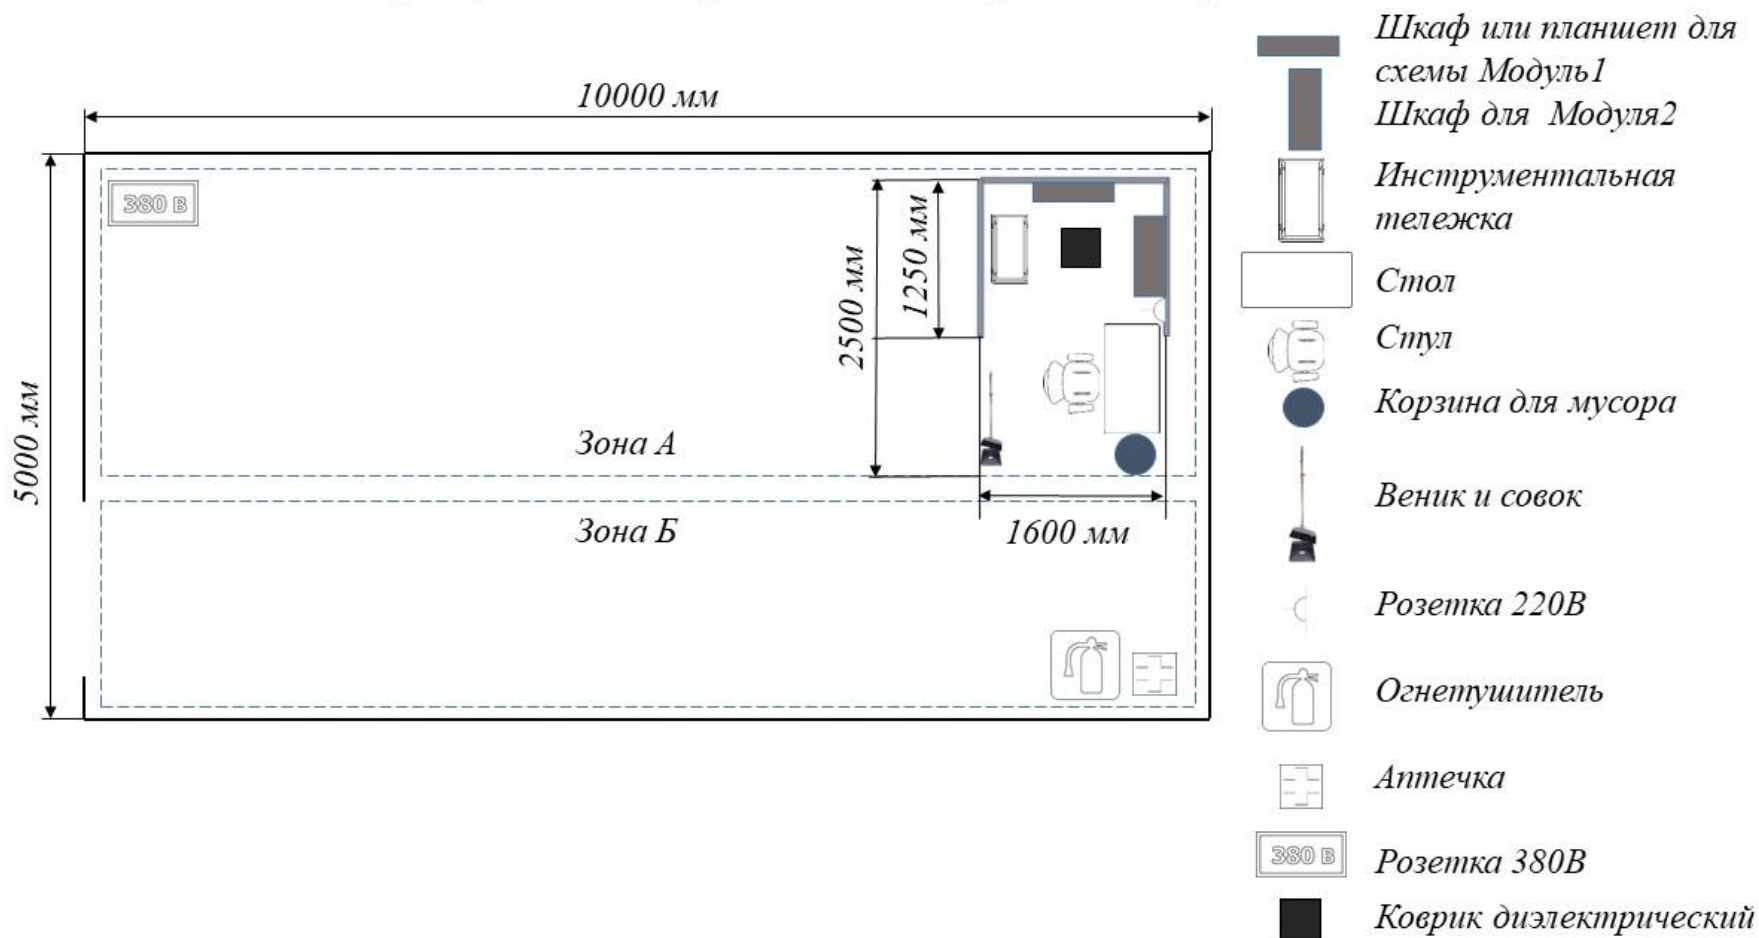 10000 мм
5000 мм
380 В
2500 мм
1250 мм
Зона А
Зона Б
1600 мм
Шкаф или планшет для
схемы Модуль1
Шкаф для Модуля2
Инструментальная
тележка
Стол
Стул
Корзина для мусора
Веник и совок
Розетка 220В
Огнетушитель
Аптечка
380 В
Розетка 380В
Коврик диэлектрический